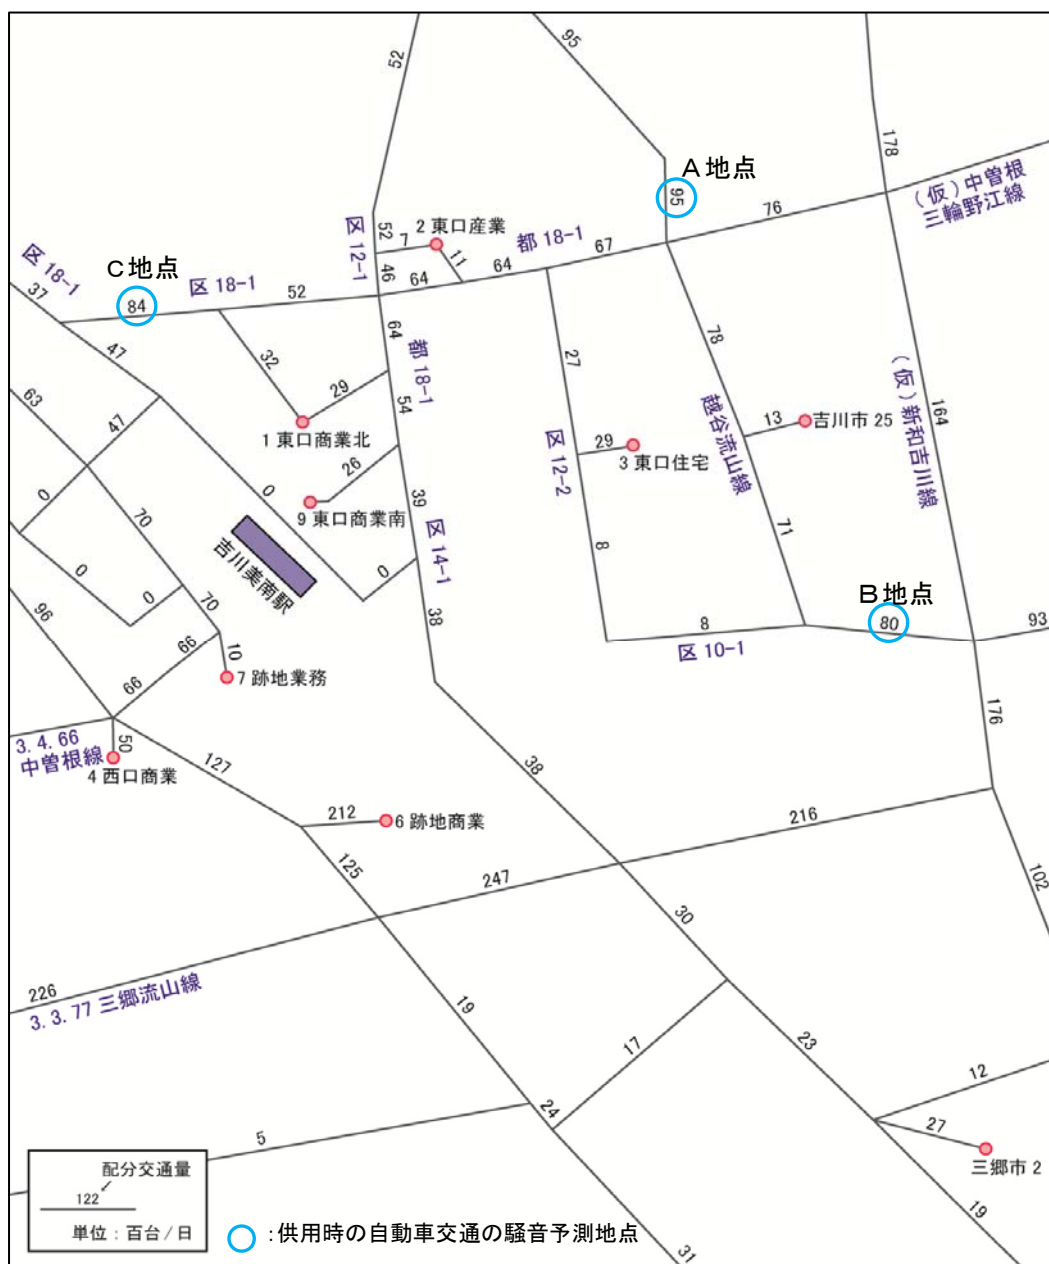 52
95
178
A地点
95
(仮)中曽根
三輪野江線
76
区 12-1
52
2 東口産業
7
11
都 18-1
67
46
64
64
区 18-1
C地点
区 18-1
37
84
52
47
64
都 18-1
32
29
27
78
(仮)新和吉川線
164
63
47
1 東口商業北
54
越谷流山線
13
吉川市 25
26
29
3 東口住宅
区 12-2
0
0
39
9 東口商業南
区 14-1
70
71
吉川美南駅
8
0
0
0
38
B地点
96
70
8
80
93
66
10
区 10-1
7 跡地業務
66
176
3.4.66
中曽根線
50
4 西口商業
127
38
212
6 跡地商業
216
125
247
102
30
226
3.3.77 三郷流山線
19
17
23
12
24
27
5
三郷市 2
配分交通量
122
単位：百台/日
：供用時の自動車交通の騒音予測地点
19
31